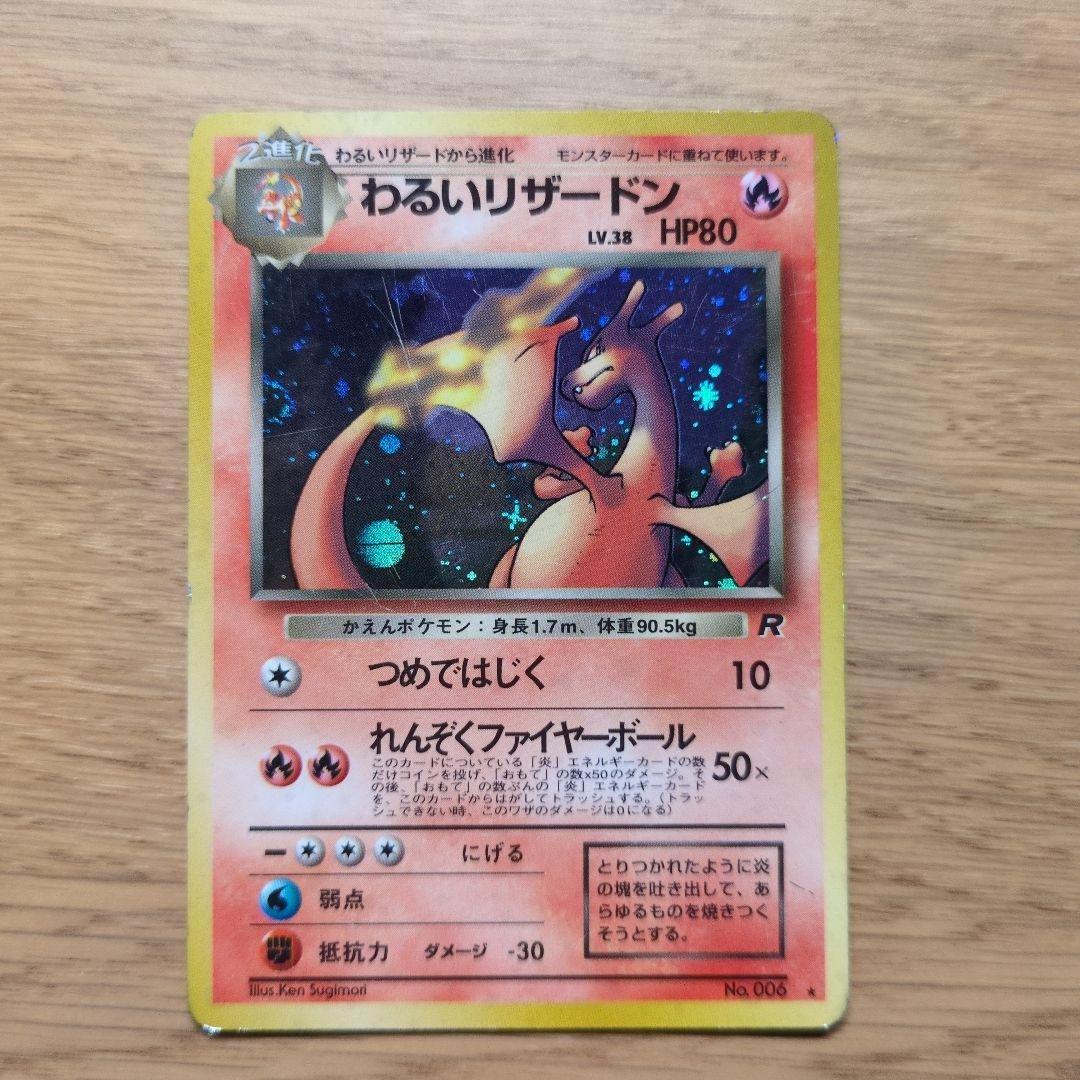 2進化
わるいリザードから進化 モンスターカードに重ねて使います。
わるいリザードン
LV.38 HP80
かえんポケモン：身長1.7m、体重90.5kg
R
つめではじく 10
れんぞくファイヤーボール
このカードについている「炎」エネルギーカードの数
だけコインを投げ、「おもて」の数x50のダメージ。そ
の後、「おもて」の数ぶんの「炎」エネルギーカード
を、このカードからはがしてトラッシュする。（トラッ
シュできない時、このワザのダメージは0になる）
50×
にげる
弱点
抵抗力 ダメージ -30
とりつかれたように炎
の塊を吐き出して、あ
らゆるものを焼きつく
そうとする。
Illus.Ken Sugimori
No. 006 ★